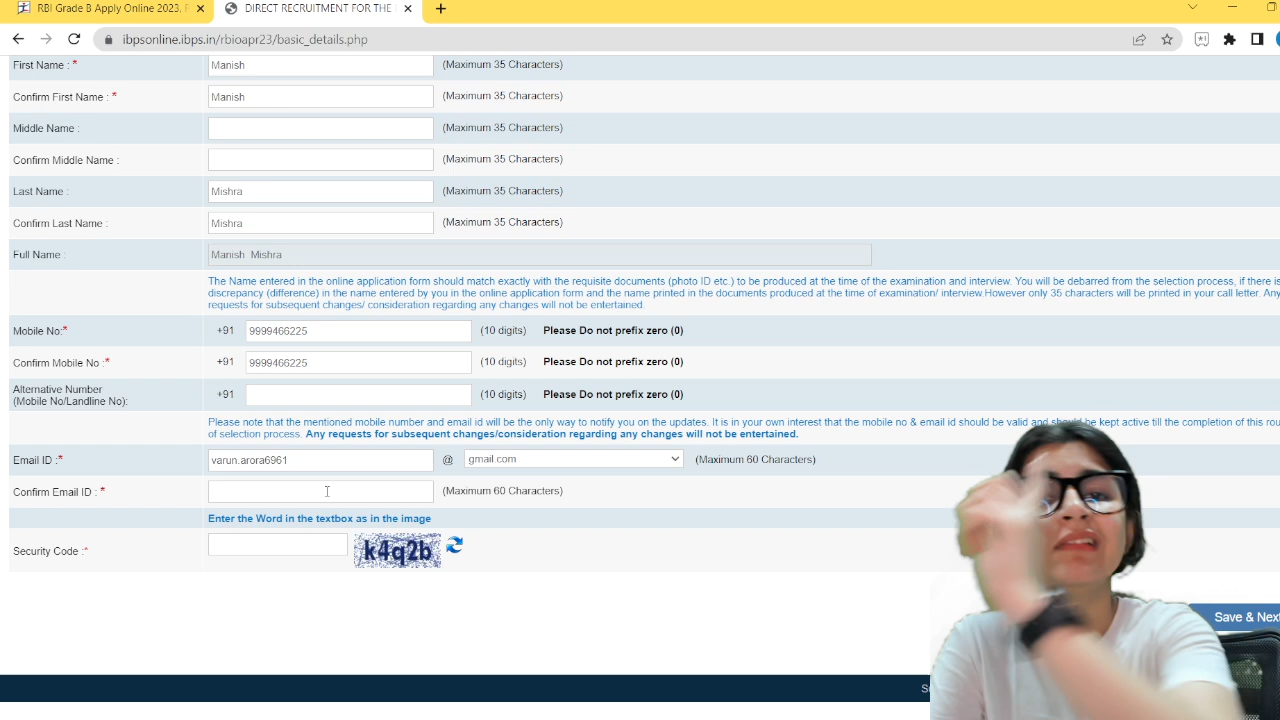 RBI Grade B Apply Online 2023, R
DIRECT RECRUITMENT FOR THE
ibpsonline.ibps.in/rbioapr23/basic_details.php
First Name : * Manish (Maximum 35 Characters)
Confirm First Name : * Manish (Maximum 35 Characters)
Middle Name : (Maximum 35 Characters)
Confirm Middle Name : (Maximum 35 Characters)
Last Name : Mishra (Maximum 35 Characters)
Confirm Last Name : Mishra (Maximum 35 Characters)
Full Name : Manish Mishra
The Name entered in the online application form should match exactly with the requisite documents (photo ID etc.) to be produced at the time of the examination and interview. You will be debarred from the selection process, if there is
discrepancy (difference) in the name entered by you in the online application form and the name printed in the documents produced at the time of examination/ interview.However only 35 characters will be printed in your call letter. Any
requests for subsequent changes/ consideration regarding any changes will not be entertained.
Mobile No:* +91 9999466225 (10 digits) Please Do not prefix zero (0)
Confirm Mobile No :* +91 9999466225 (10 digits) Please Do not prefix zero (0)
Alternative Number
(Mobile No/Landline No): +91 (10 digits) Please Do not prefix zero (0)
Please note that the mentioned mobile number and email id will be the only way to notify you on the updates. It is in your own interest that the mobile no & email id should be valid and should be kept active till the completion of this rou
of selection process. Any requests for subsequent changes/consideration regarding any changes will not be entertained.
Email ID :* varun.arora6961 @ gmail.com (Maximum 60 Characters)
Confirm Email ID : * (Maximum 60 Characters)
Enter the Word in the textbox as in the image
Security Code :* k4q2b
Save & Next